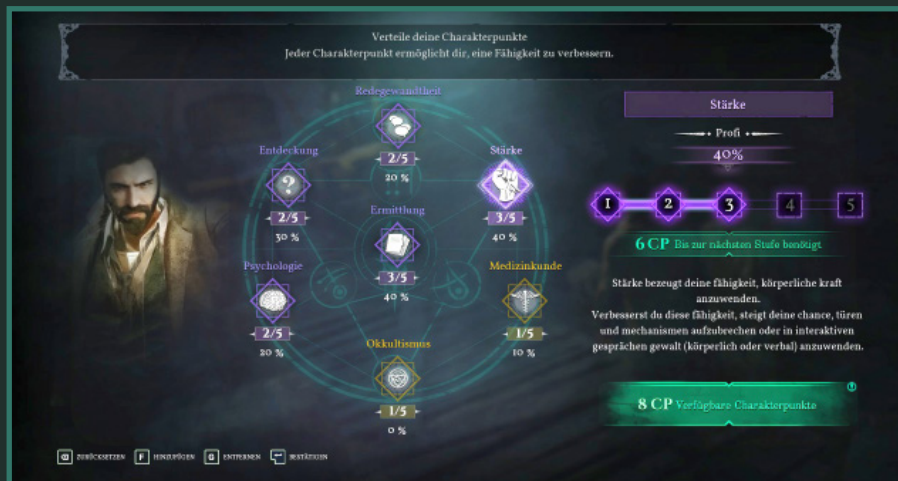 Verteile deine Charakterpunkte
Jeder Charakterpunkt ermöglicht dir, eine Fähigkeit zu verbessern.
Redegewandtheit
2/5
20 %
Entdeckung
2/5
30 %
Stärke
3/5
40 %
Ermittlung
3/5
40 %
Psychologie
2/5
20 %
Medizinkunde
1/5
10 %
Okkultismus
1/5
0 %
Stärke
Profi
40%
1 2 3 4 5
6 CP Bis zur nächsten Stufe benötigt
Stärke bezeugt deine fähigkeit, körperliche kraft
anzuwenden.
Verbesserst du diese fähigkeit, steigt deine chance, türen
und mechanismen aufzubrechen oder in interaktiven
gesprächen gewalt (körperlich oder verbal) anzuwenden.
8 CP Verfügbare Charakterpunkte
ZURÜCKSETZEN F HINZUFÜGEN G ENTFERNEN BESTÄTIGEN